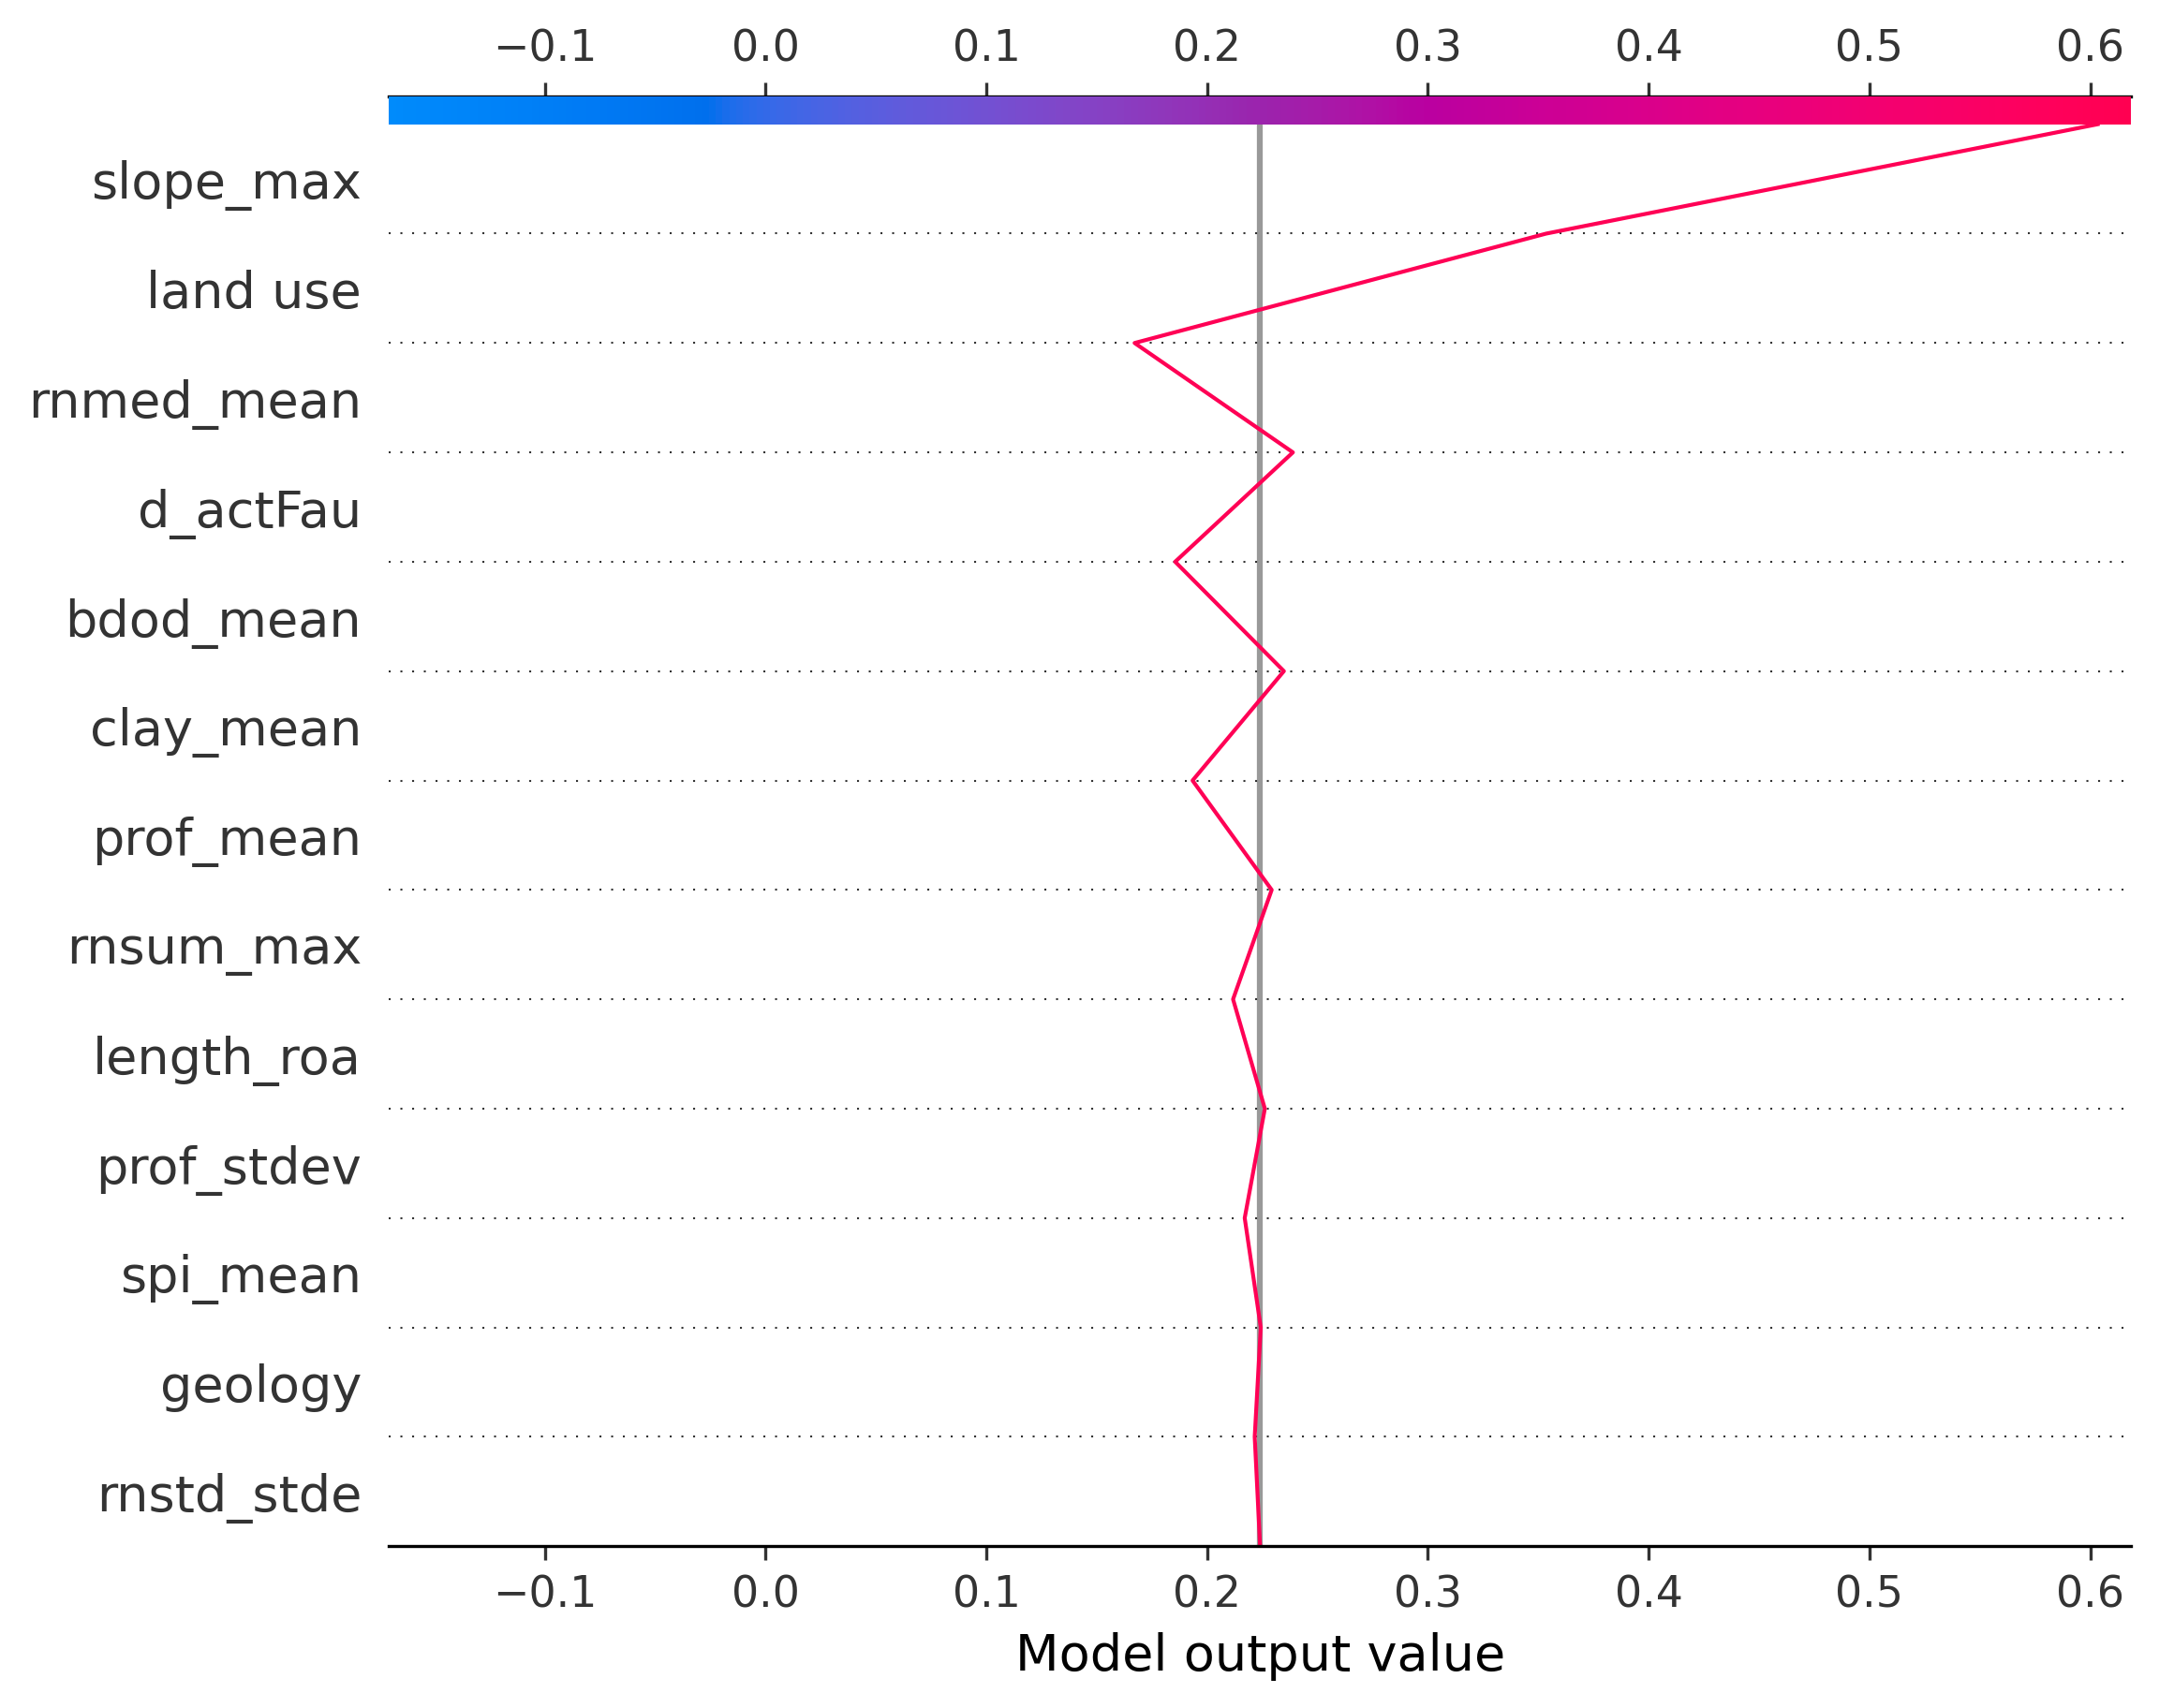 −0.1 0.0 0.1 0.2 0.3 0.4 0.5 0.6
slope_max
land use
rnmed_mean
d_actFau
bdod_mean
clay_mean
prof_mean
rnsum_max
length_roa
prof_stdev
spi_mean
geology
rnstd_stde
−0.1 0.0 0.1 0.2 0.3 0.4 0.5 0.6
Model output value